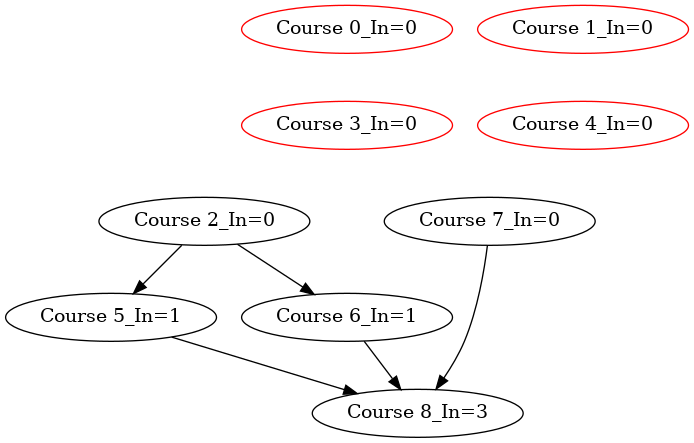 Course 0_In=0
Course 1_In=0
Course 3_In=0
Course 4_In=0
Course 2_In=0
Course 7_In=0
Course 5_In=1
Course 6_In=1
Course 8_In=3